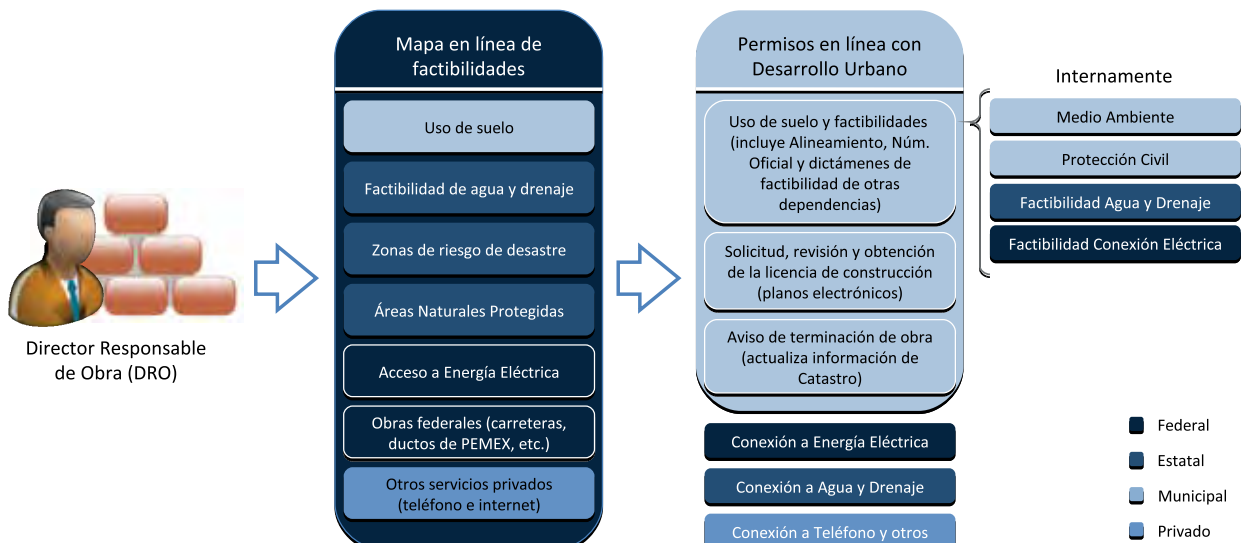 Director Responsable
de Obra (DRO)
Mapa en línea de
factibilidades
Uso de suelo
Factibilidad de agua y drenaje
Zonas de riesgo de desastre
Áreas Naturales Protegidas
Acceso a Energía Eléctrica
Obras federales (carreteras,
ductos de PEMEX, etc.)
Otros servicios privados
(teléfono e internet)
Permisos en línea con
Desarrollo Urbano
Uso de suelo y factibilidades
(incluye Alineamiento, Núm.
Oficial y dictámenes de
factibilidad de otras
dependencias)
Solicitud, revisión y obtención
de la licencia de construcción
(planos electrónicos)
Aviso de terminación de obra
(actualiza información de
Catastro)
Conexión a Energía Eléctrica
Conexión a Agua y Drenaje
Conexión a Teléfono y otros
Internamente
Medio Ambiente
Protección Civil
Factibilidad Agua y Drenaje
Factibilidad Conexión Eléctrica
Federal
Estatal
Municipal
Privado